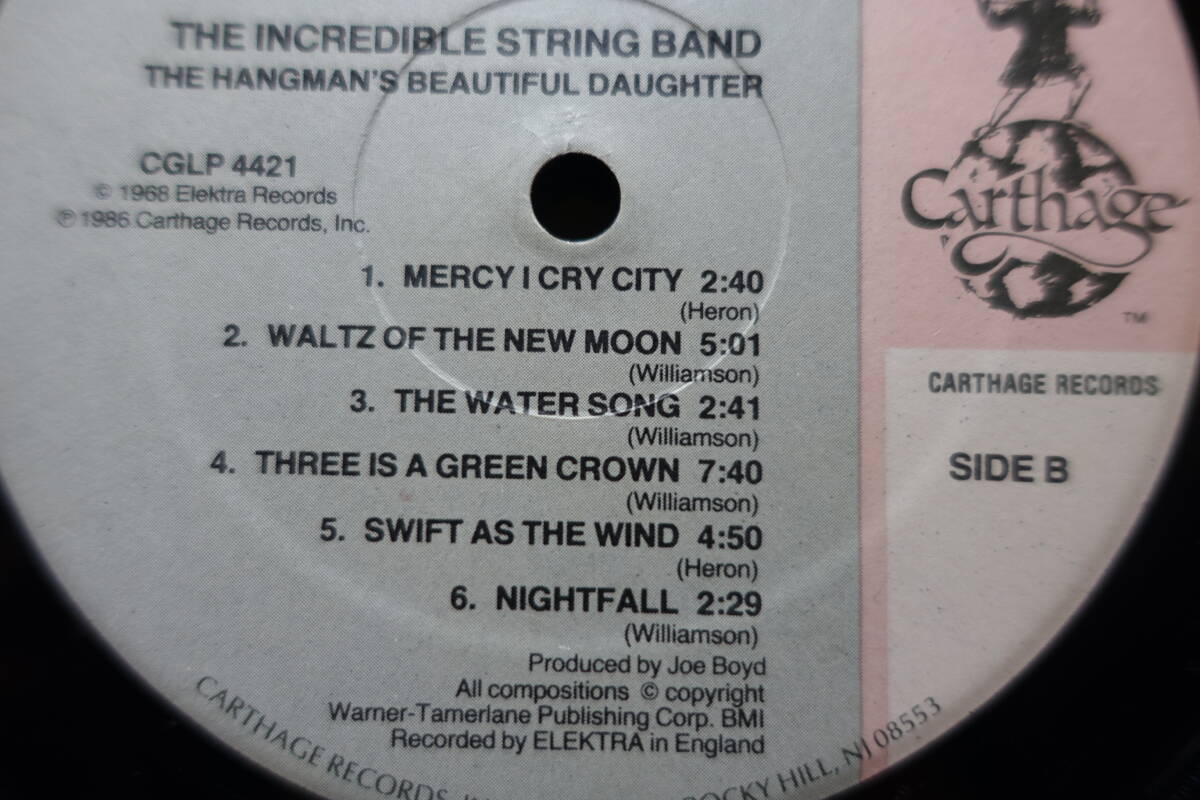 THE INCREDIBLE STRING BAND
THE HANGMAN'S BEAUTIFUL DAUGHTER
CGLP 4421
© 1968 Elektra Records
℗ 1986 Carthage Records, Inc.
1. MERCY I CRY CITY 2:40
(Heron)
2. WALTZ OF THE NEW MOON 5:01
(Williamson)
3. THE WATER SONG 2:41
(Williamson)
4. THREE IS A GREEN CROWN 7:40
(Williamson)
5. SWIFT AS THE WIND 4:50
(Heron)
6. NIGHTFALL 2:29
(Williamson)
Produced by Joe Boyd
All compositions © copyright
Warner-Tamerlane Publishing Corp. BMI
Recorded by ELEKTRA in England
Carthage
TM
CARTHAGE RECORDS
SIDE B
CARTHAGE RECORDS, ROCKY HILL, NJ 08553